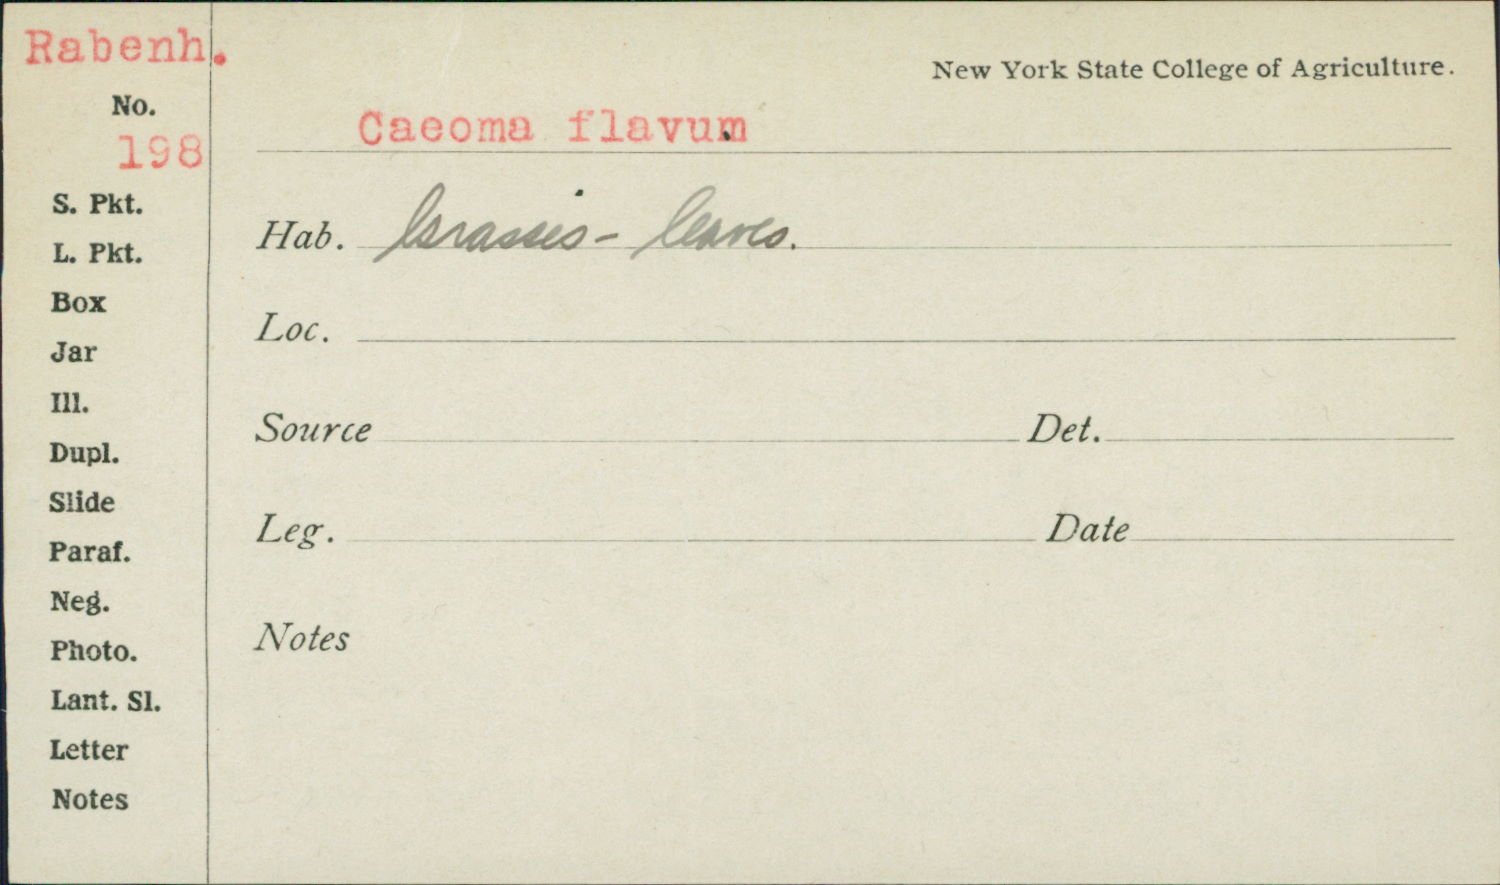 Rabenh.
New York State College of Agriculture.
No.
198
Caeoma flavum
Hab. Grasses - leaves.
Loc.
Source Det.
Leg. Date
Notes
S. Pkt.
L. Pkt.
Box
Jar
Ill.
Dupl.
Slide
Paraf.
Neg.
Photo.
Lant. Sl.
Letter
Notes